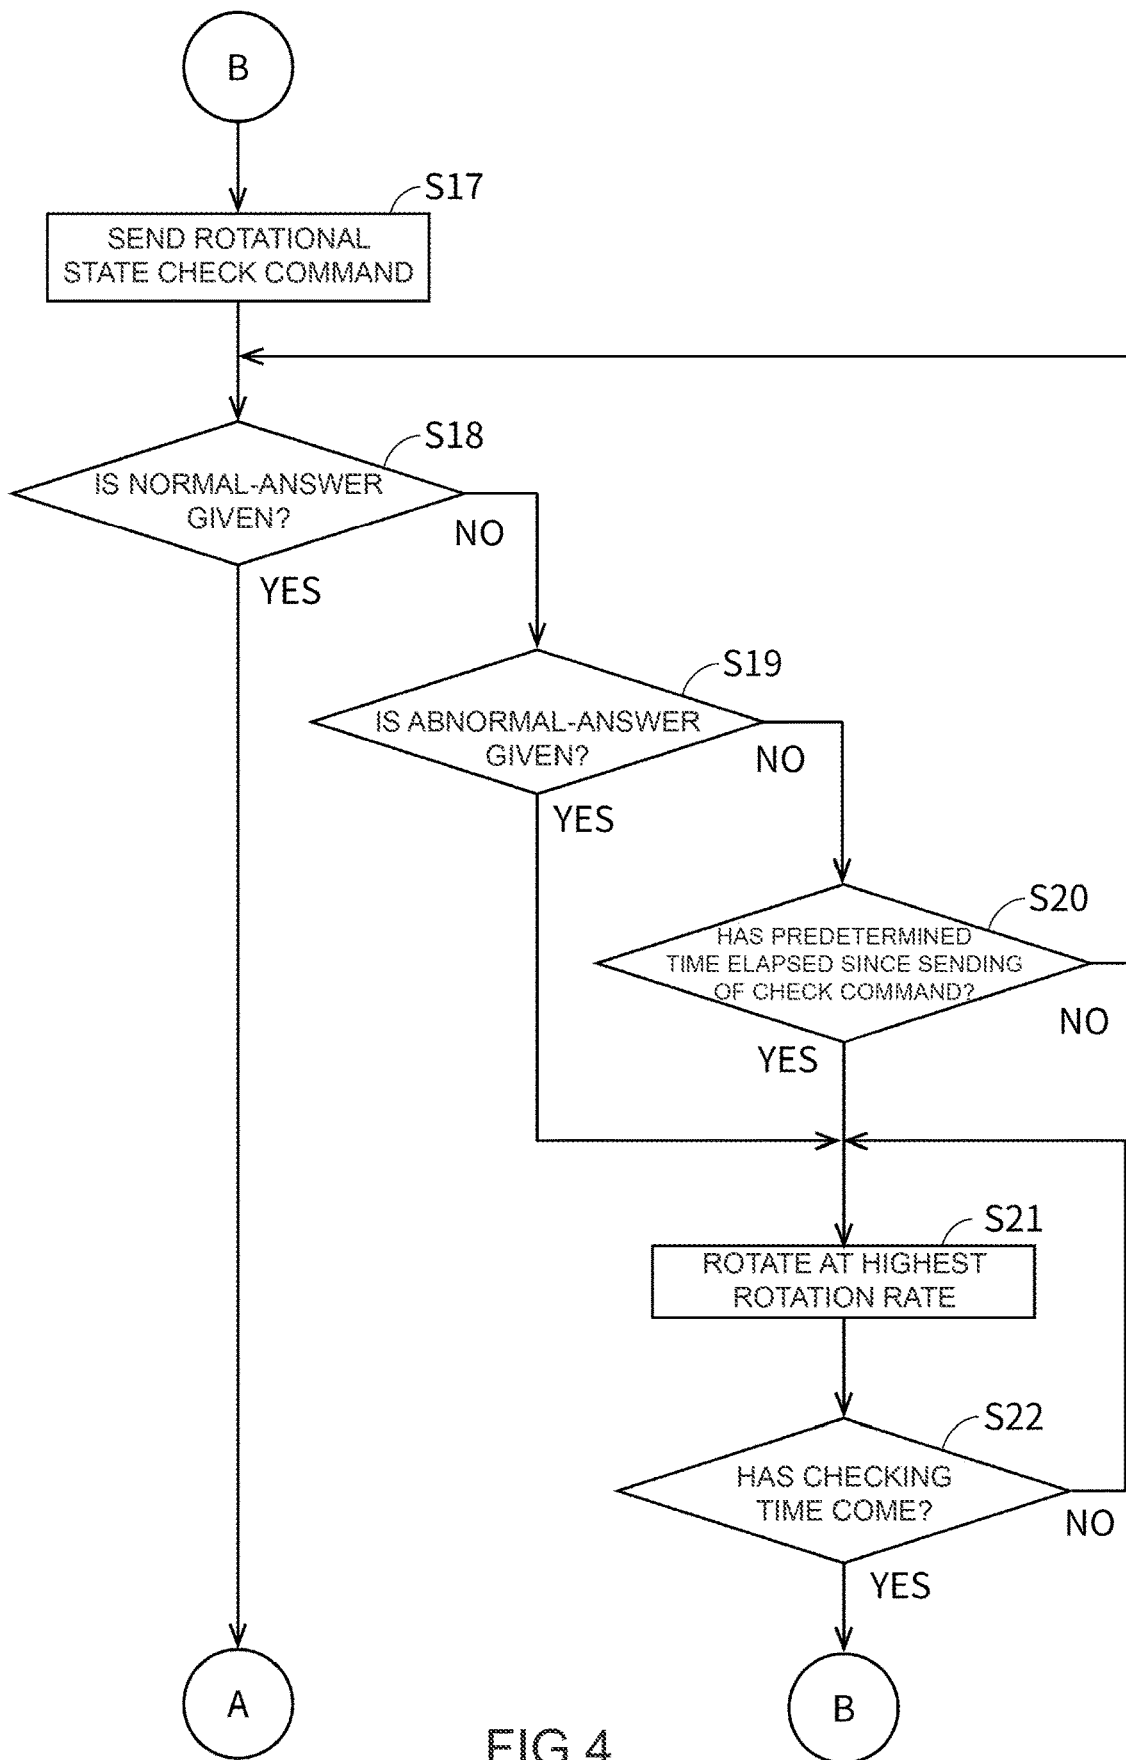 B
S17
SEND ROTATIONAL
STATE CHECK COMMAND
S18
IS NORMAL-ANSWER
GIVEN?
NO
YES
S19
IS ABNORMAL-ANSWER
GIVEN?
NO
YES
S20
HAS PREDETERMINED
TIME ELAPSED SINCE SENDING
OF CHECK COMMAND?
NO
YES
S21
ROTATE AT HIGHEST
ROTATION RATE
S22
HAS CHECKING
TIME COME?
NO
YES
A
B
FIG.4